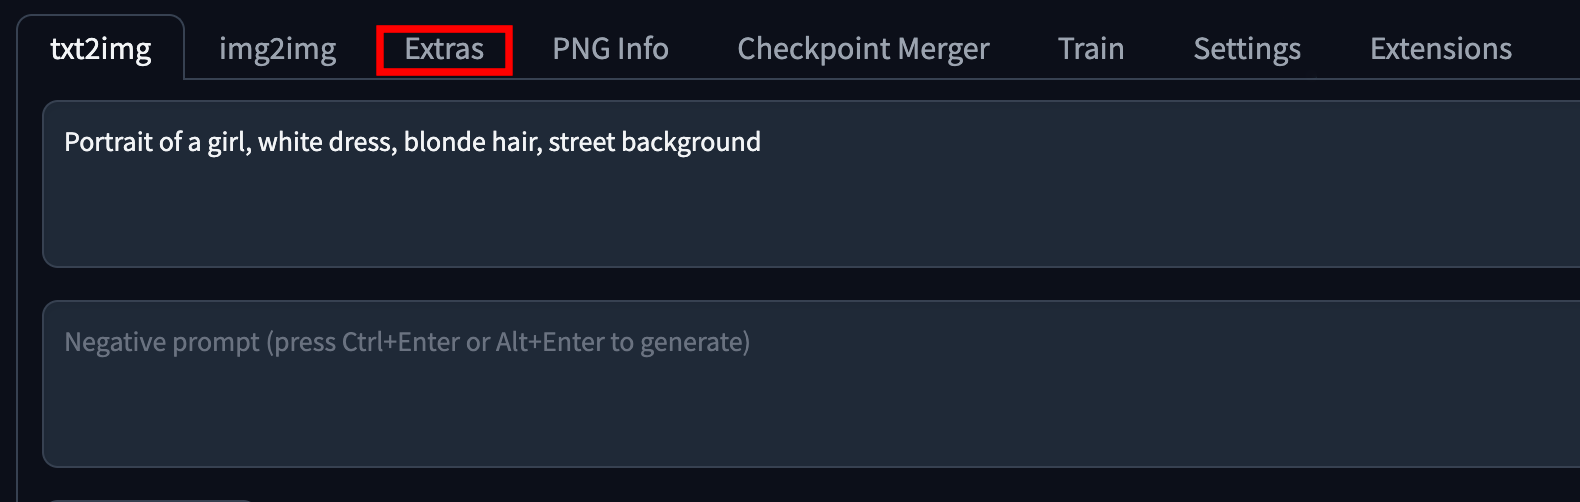 txt2img img2img Extras PNG Info Checkpoint Merger Train Settings Extensions
Portrait of a girl, white dress, blonde hair, street background
Negative prompt (press Ctrl+Enter or Alt+Enter to generate)